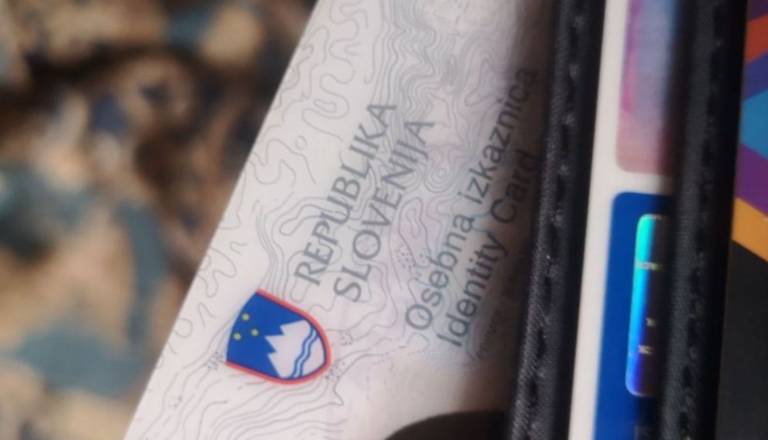 REPUBLIKA
SLOVENIJA
Osebna izkaznica
Identity Card